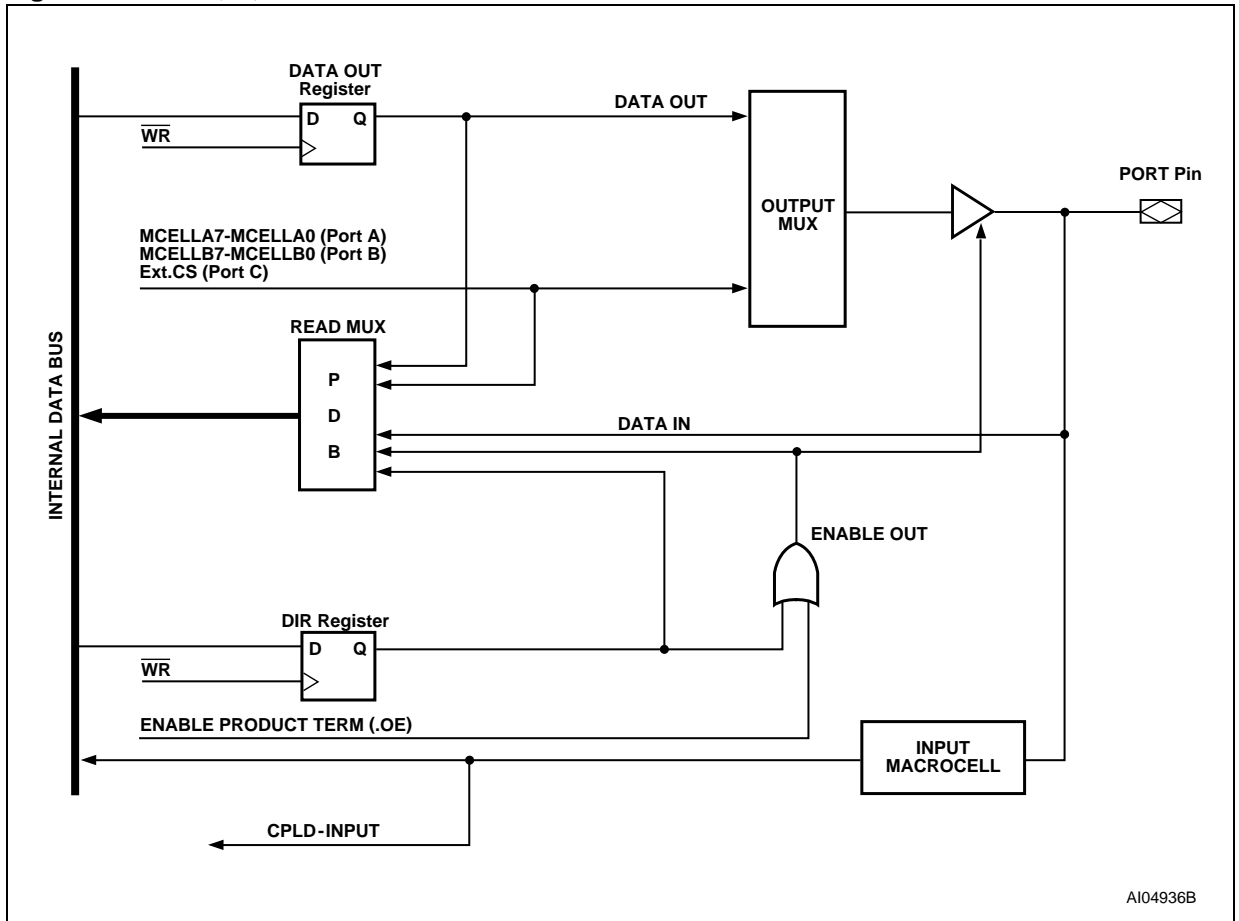 DATA OUT
Register
D Q
WR
DATA OUT
OUTPUT
MUX
PORT Pin
MCELLA7-MCELLA0 (Port A)
MCELLB7-MCELLB0 (Port B)
Ext.CS (Port C)
READ MUX
P
D
B
DATA IN
INTERNAL DATA BUS
ENABLE OUT
DIR Register
D Q
WR
ENABLE PRODUCT TERM (.OE)
INPUT
MACROCELL
CPLD-INPUT
AI04936B